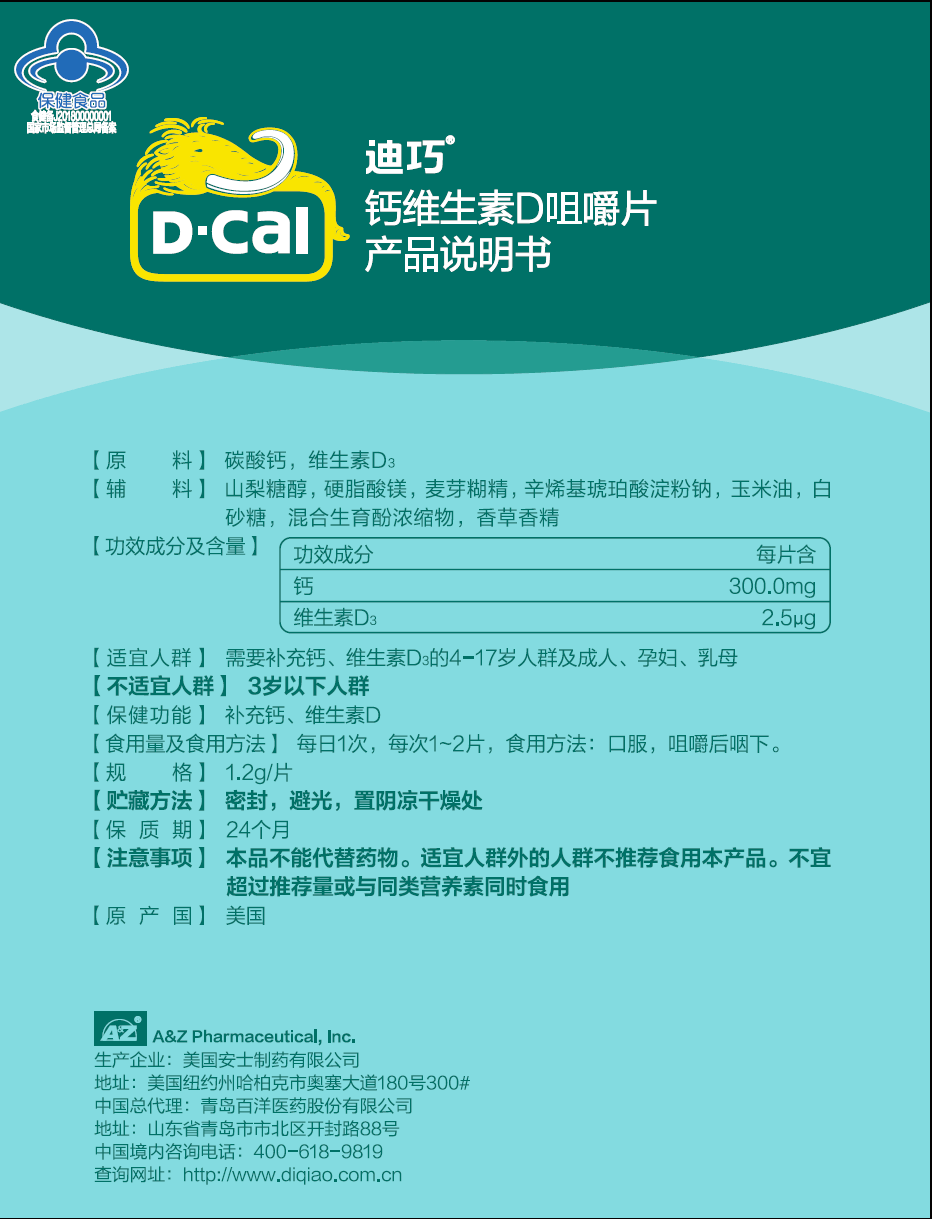 保健食品
食健备J201800000001
国家市场监督管理总局备案
D·Cal
迪巧®
钙维生素D咀嚼片
产品说明书
【原料】 碳酸钙，维生素D3
【辅料】 山梨糖醇，硬脂酸镁，麦芽糊精，辛烯基琥珀酸淀粉钠，玉米油，白
砂糖，混合生育酚浓缩物，香草香精
【功效成分及含量】
功效成分 每片含
钙 300.0mg
维生素D3 2.5μg
【适宜人群】 需要补充钙、维生素D3的4-17岁人群及成人、孕妇、乳母
【不适宜人群】 3岁以下人群
【保健功能】 补充钙、维生素D
【食用量及食用方法】 每日1次，每次1~2片，食用方法：口服，咀嚼后咽下。
【规格】 1.2g/片
【贮藏方法】 密封，避光，置阴凉干燥处
【保质期】 24个月
【注意事项】 本品不能代替药物。适宜人群外的人群不推荐食用本产品。不宜
超过推荐量或与同类营养素同时食用
【原产国】 美国
A&Z® A&Z Pharmaceutical, Inc.
生产企业：美国安士制药有限公司
地址：美国纽约州哈柏克市奥塞大道180号300#
中国总代理：青岛百洋医药股份有限公司
地址：山东省青岛市市北区开封路88号
中国境内咨询电话：400-618-9819
查询网址：http://www.diqiao.com.cn